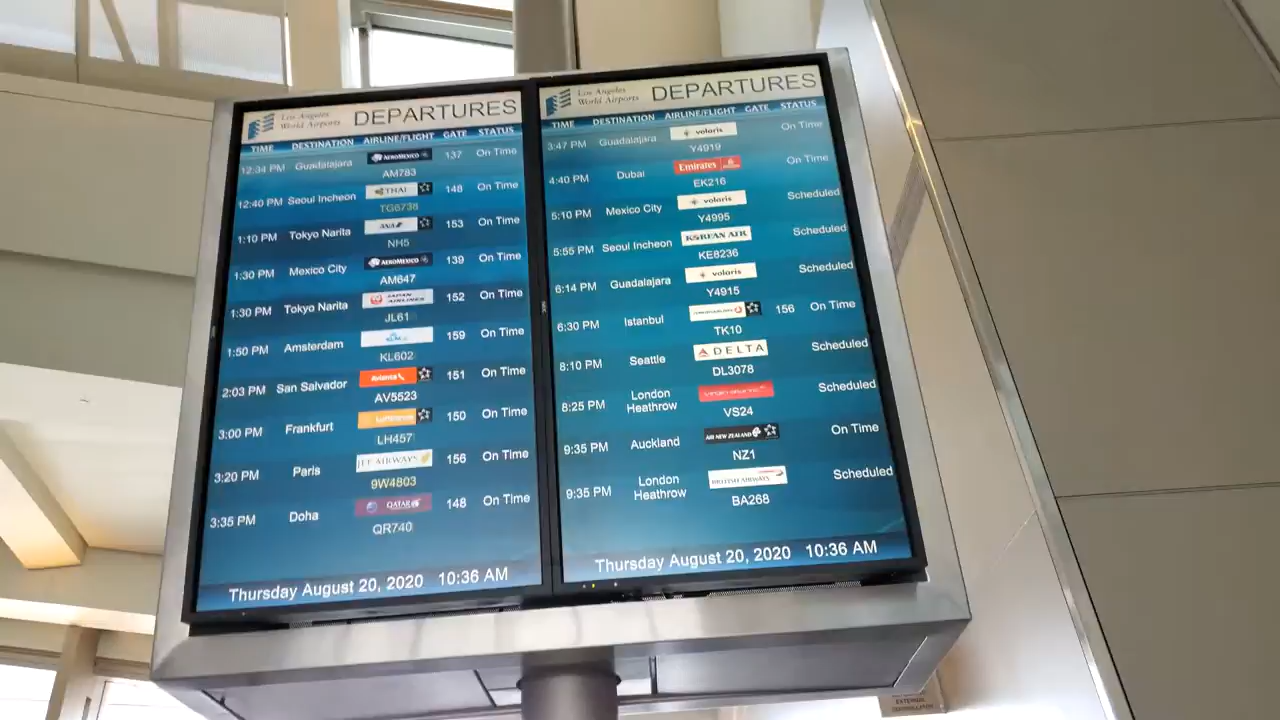 Los Angeles
World Airports
DEPARTURES
TIME DESTINATION AIRLINE/FLIGHT GATE STATUS
12:34 PM Guadalajara AEROMEXICO 137 On Time
AM783
12:40 PM Seoul Incheon THAI 148 On Time
TG6738
1:10 PM Tokyo Narita ANA 153 On Time
NH5
1:30 PM Mexico City AEROMEXICO 139 On Time
AM647
1:30 PM Tokyo Narita JAPAN AIRLINES 152 On Time
JL61
1:50 PM Amsterdam KLM 159 On Time
KL602
2:03 PM San Salvador Avianca 151 On Time
AV5523
3:00 PM Frankfurt Lufthansa 150 On Time
LH457
3:20 PM Paris JET AIRWAYS 156 On Time
9W4803
3:35 PM Doha QATAR 148 On Time
QR740
Thursday August 20, 2020 10:36 AM
Los Angeles
World Airports
DEPARTURES
TIME DESTINATION AIRLINE/FLIGHT GATE STATUS
3:47 PM Guadalajara volaris On Time
Y4919
4:40 PM Dubai Emirates On Time
EK216
5:10 PM Mexico City volaris Scheduled
Y4995
5:55 PM Seoul Incheon KOREAN AIR Scheduled
KE8236
6:14 PM Guadalajara volaris Scheduled
Y4915
6:30 PM Istanbul TURKISH AIRLINES 156 On Time
TK10
8:10 PM Seattle DELTA Scheduled
DL3078
8:25 PM London Heathrow virgin atlantic Scheduled
VS24
9:35 PM Auckland AIR NEW ZEALAND On Time
NZ1
9:35 PM London Heathrow BRITISH AIRWAYS Scheduled
BA268
Thursday August 20, 2020 10:36 AM